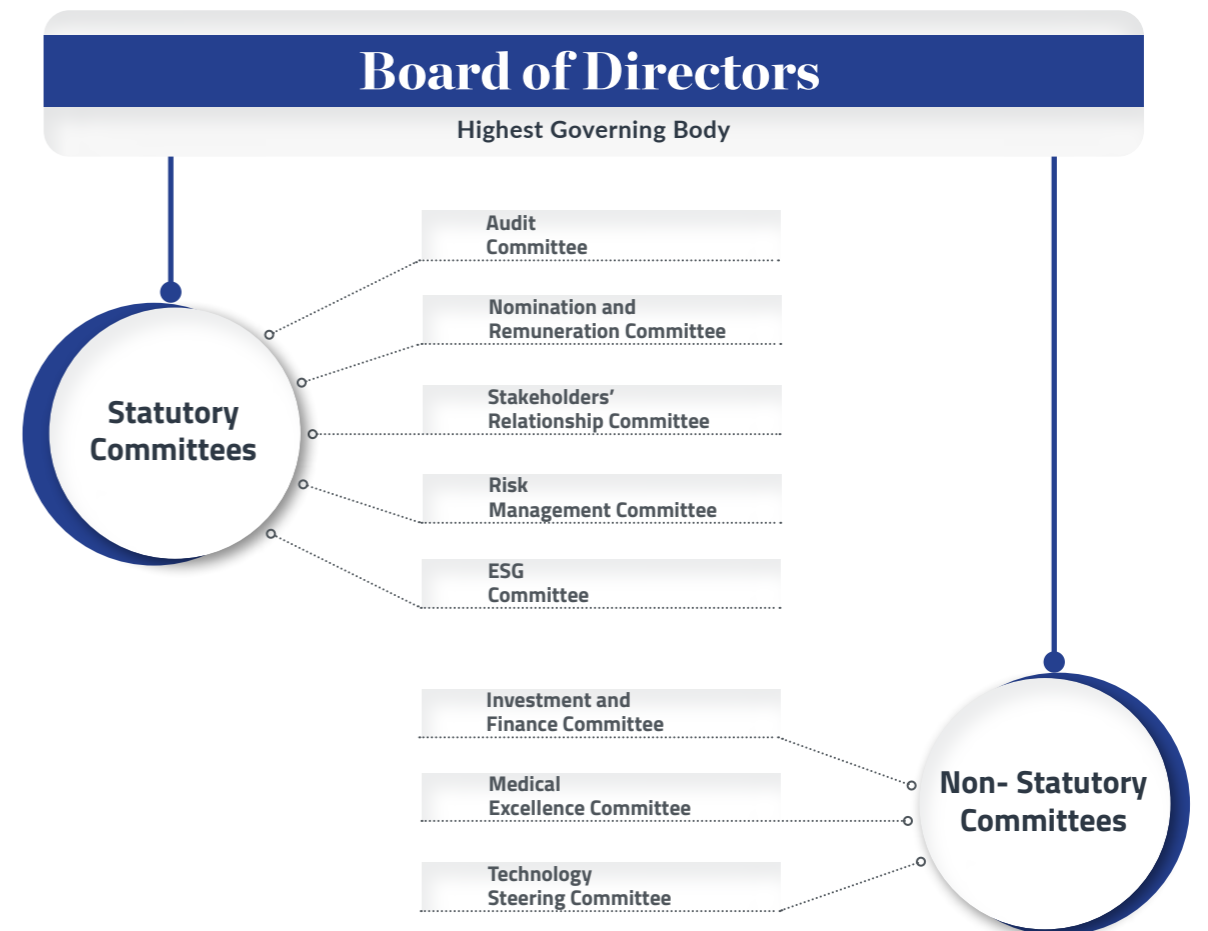 Board of Directors
Highest Governing Body
Statutory
Committees
Audit
Committee
Nomination and
Remuneration Committee
Stakeholders’
Relationship Committee
Risk
Management Committee
ESG
Committee
Investment and
Finance Committee
Medical
Excellence Committee
Technology
Steering Committee
Non- Statutory
Committees